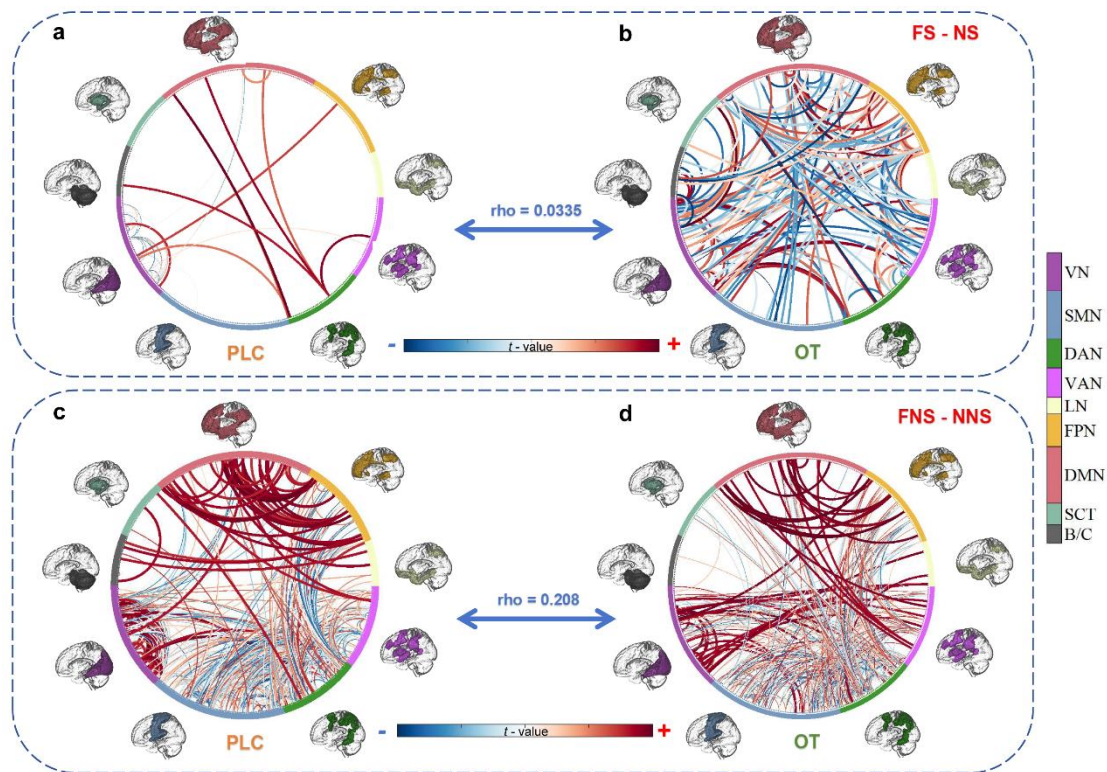 a
b
FS - NS
rho = 0.0335
PLC
- t - value +
OT
c
d
FNS - NNS
rho = 0.208
PLC
- t - value +
OT
VN
SMN
DAN
VAN
LN
FPN
DMN
SCT
B/C